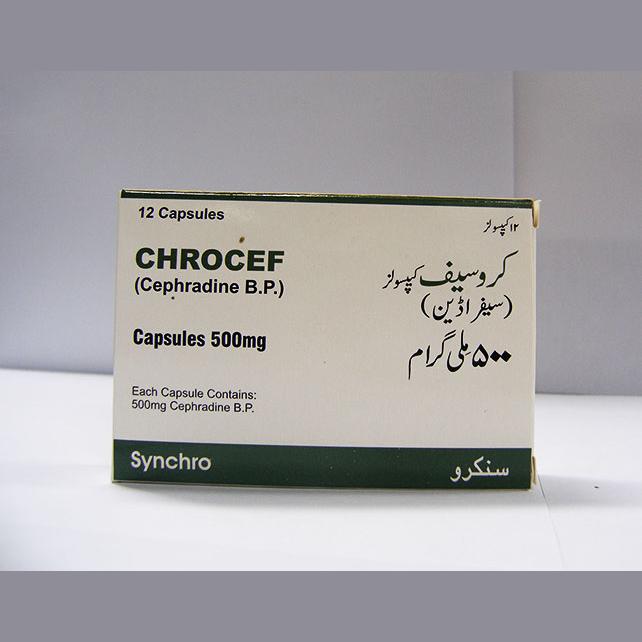 12 Capsules
۱۲ کیپسولز
CHROCEF
(Cephradine B.P.)
Capsules 500mg
Each Capsule Contains:
500mg Cephradine B.P.
کروسیف کیپسولز
(سیفراڈین)
۵۰۰ ملی گرام
Synchro
سنکرو